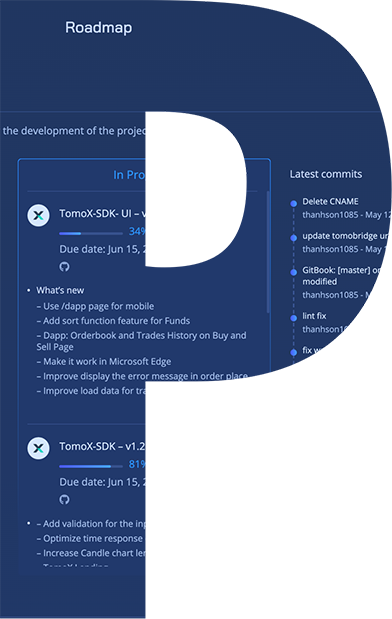 Roadmap
the development of the projec
In Pro
TomoX-SDK- UI – v
34%
Due date: Jun 15, 2
• What's new
– Use /dapp page for mobile
– Add sort function feature for Funds
– Dapp: Orderbook and Trades History on Buy and
Sell Page
– Make it work in Microsoft Edge
– Improve display the error message in order place
– Improve load data for tra
TomoX-SDK – v1.2
81%
Due date: Jun 15, 2
• – Add validation for the inp
– Optimize time response
– Increase Candle chart len
Latest commits
Delete CNAME
thanhson1085 - May 12
update tomobridge ur
thanhson1085 - May 1
GitBook: [master] on
modified
thanhson1085 -
lint fix
thanhson10
fix w